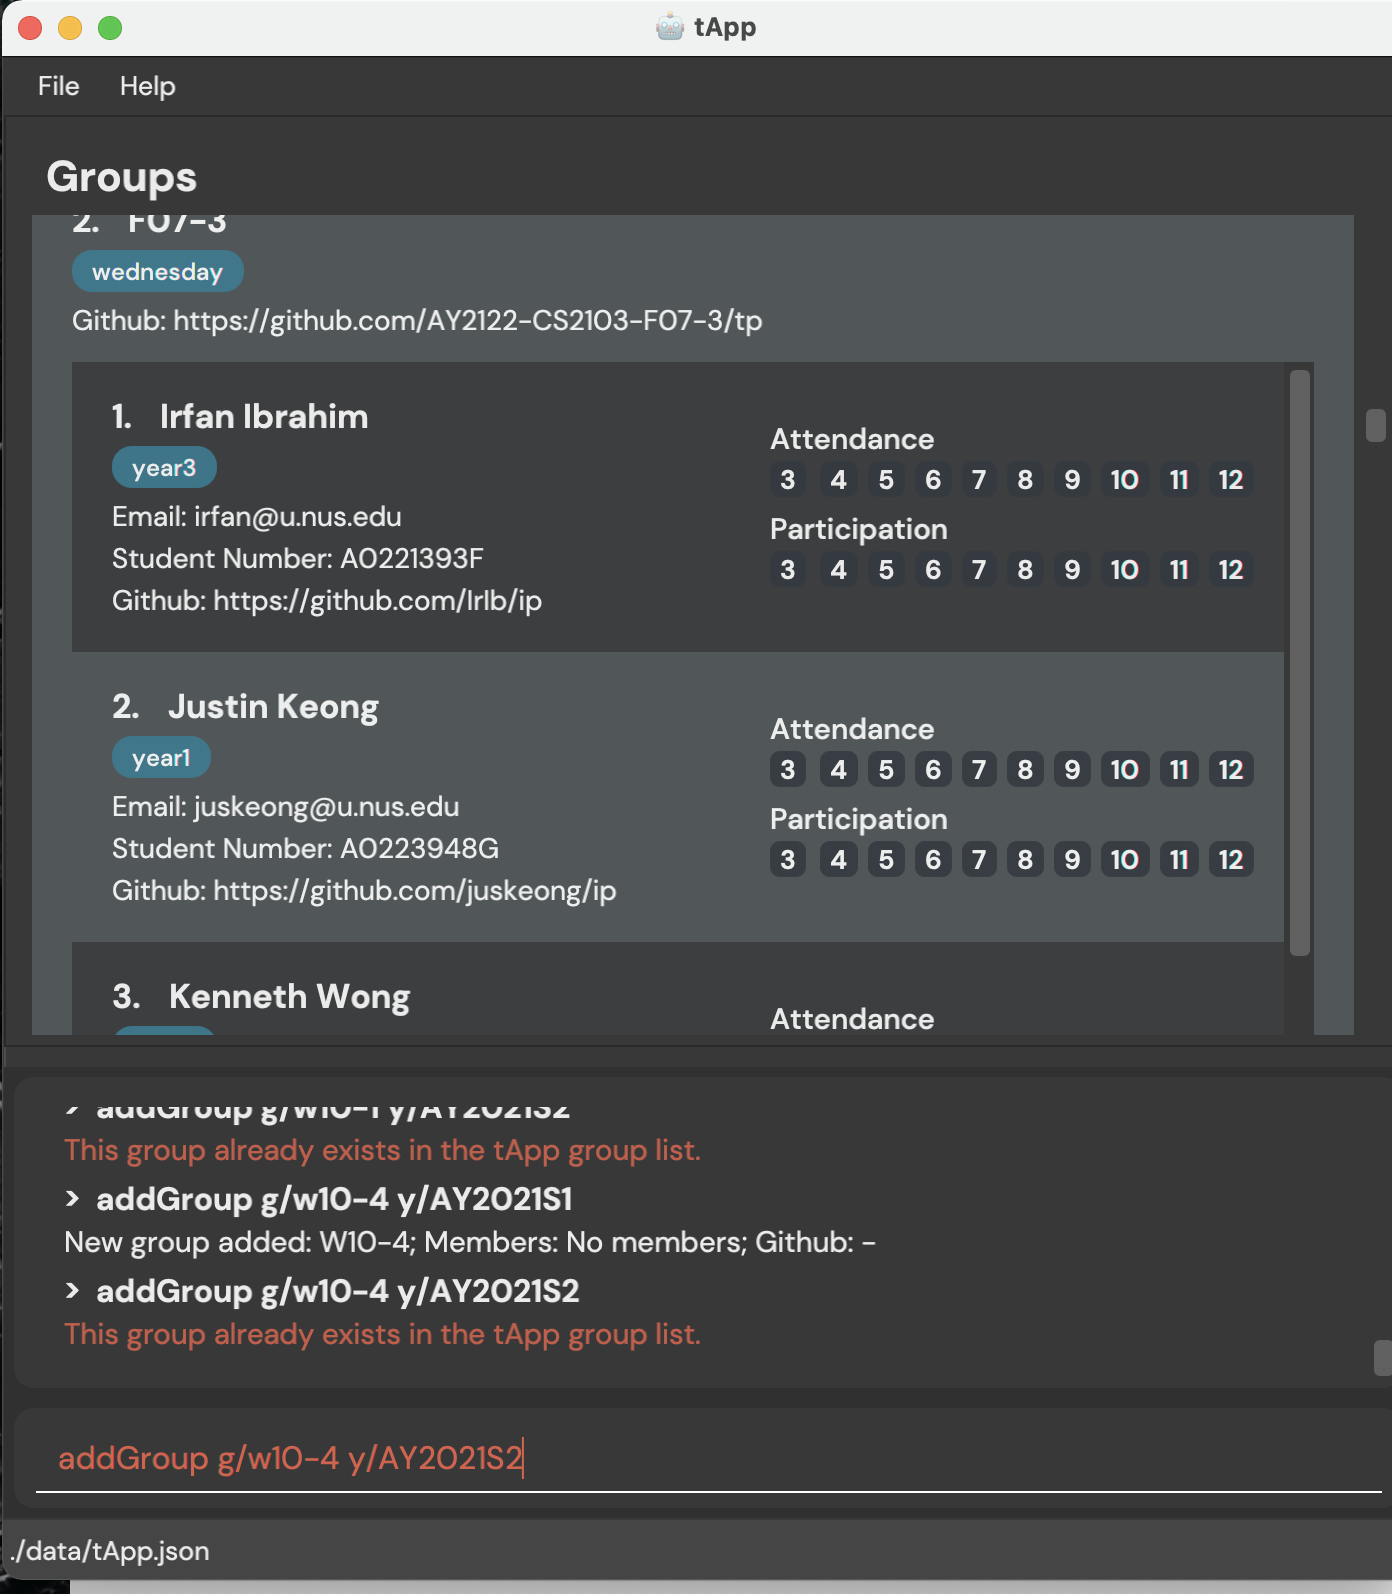 tApp
File Help
Groups
2. F07-3
wednesday
Github: https://github.com/AY2122-CS2103-F07-3/tp
1. Irfan Ibrahim
year3
Email: irfan@u.nus.edu
Student Number: A0221393F
Github: https://github.com/IrIb/ip
Attendance
3 4 5 6 7 8 9 10 11 12
Participation
3 4 5 6 7 8 9 10 11 12
2. Justin Keong
year1
Email: juskeong@u.nus.edu
Student Number: A0223948G
Github: https://github.com/juskeong/ip
Attendance
3 4 5 6 7 8 9 10 11 12
Participation
3 4 5 6 7 8 9 10 11 12
3. Kenneth Wong
Attendance
> addGroup g/w10-1 y/AY2021S2
This group already exists in the tApp group list.
> addGroup g/w10-4 y/AY2021S1
New group added: W10-4; Members: No members; Github: -
> addGroup g/w10-4 y/AY2021S2
This group already exists in the tApp group list.
addGroup g/w10-4 y/AY2021S2
./data/tApp.json